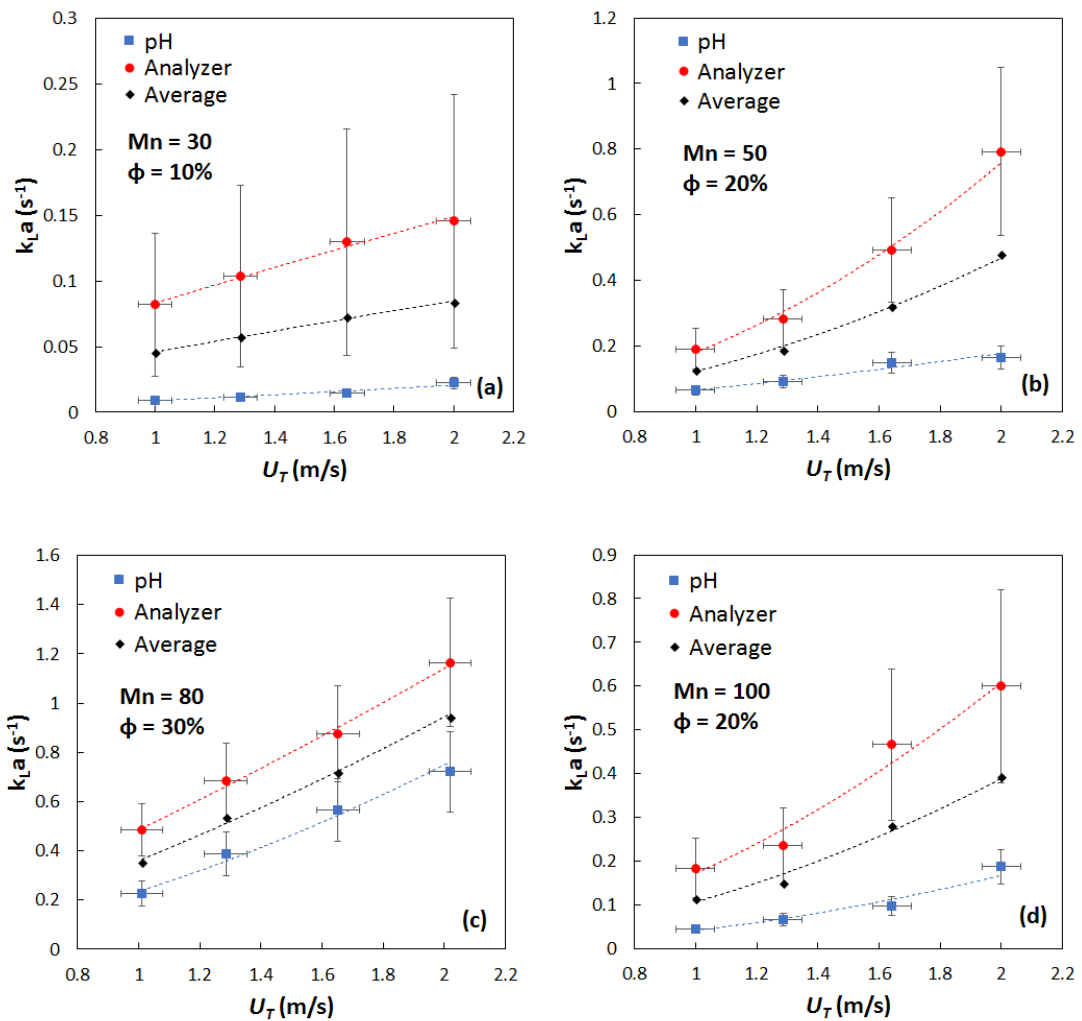 0.3
0.25
0.2
0.15
0.1
0.05
0
kLa (s-1)
pH
Analyzer
Average
Mn = 30
ϕ = 10%
(a)
0.8 1 1.2 1.4 1.6 1.8 2 2.2
UT (m/s)
1.2
1
0.8
0.6
0.4
0.2
0
kLa (s-1)
pH
Analyzer
Average
Mn = 50
ϕ = 20%
(b)
0.8 1 1.2 1.4 1.6 1.8 2 2.2
UT (m/s)
1.6
1.4
1.2
1
0.8
0.6
0.4
0.2
0
kLa (s-1)
pH
Analyzer
Average
Mn = 80
ϕ = 30%
(c)
0.8 1 1.2 1.4 1.6 1.8 2 2.2
UT (m/s)
0.9
0.8
0.7
0.6
0.5
0.4
0.3
0.2
0.1
0
kLa (s-1)
pH
Analyzer
Average
Mn = 100
ϕ = 20%
(d)
0.8 1 1.2 1.4 1.6 1.8 2 2.2
UT (m/s)